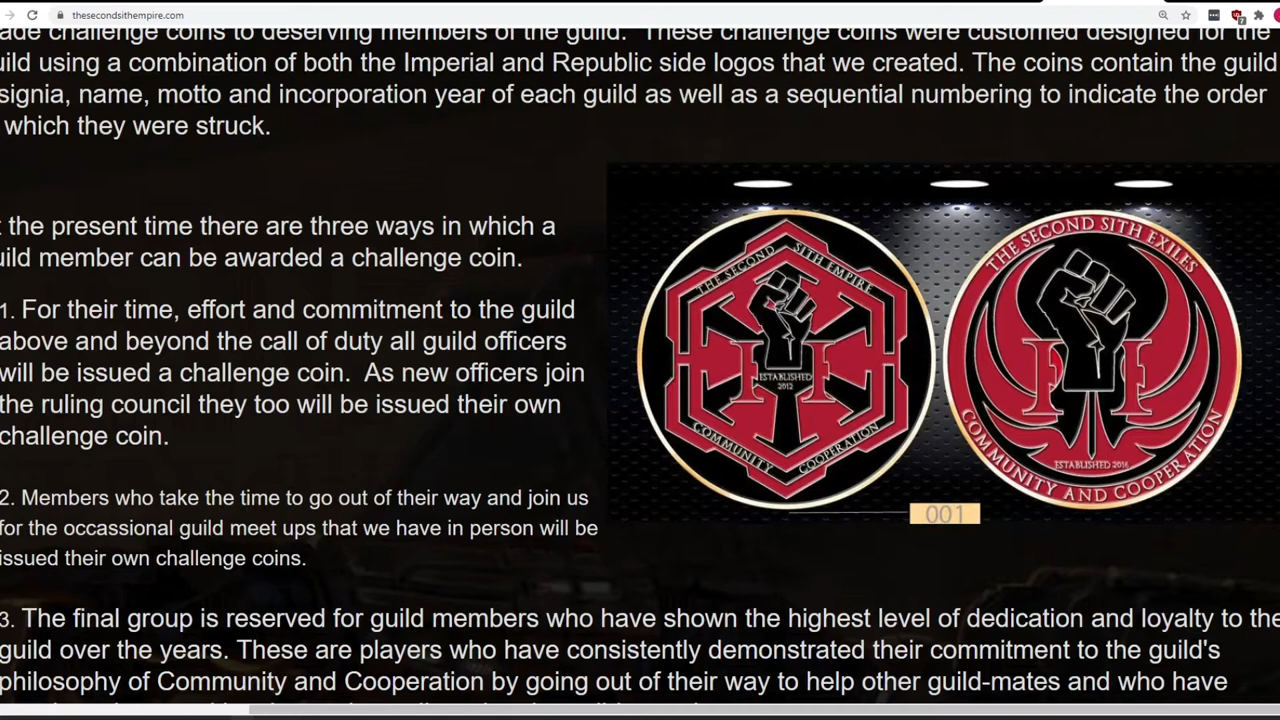 thesecondsithempire.com
ade challenge coins to deserving members of the guild. These challenge coins were customed designed for the
uild using a combination of both the Imperial and Republic side logos that we created. The coins contain the guild
signia, name, motto and incorporation year of each guild as well as a sequential numbering to indicate the order
which they were struck.
t the present time there are three ways in which a
uild member can be awarded a challenge coin.
1. For their time, effort and commitment to the guild
above and beyond the call of duty all guild officers
will be issued a challenge coin. As new officers join
the ruling council they too will be issued their own
challenge coin.
2. Members who take the time to go out of their way and join us
for the occassional guild meet ups that we have in person will be
issued their own challenge coins.
THE SECOND SITH EMPIRE
ESTABLISHED
2012
COMMUNITY COOPERATION
THE SECOND SITH EXILES
ESTABLISHED 2016
COMMUNITY AND COOPERATION
001
3. The final group is reserved for guild members who have shown the highest level of dedication and loyalty to the
guild over the years. These are players who have consistently demonstrated their commitment to the guild's
philosophy of Community and Cooperation by going out of their way to help other guild-mates and who have